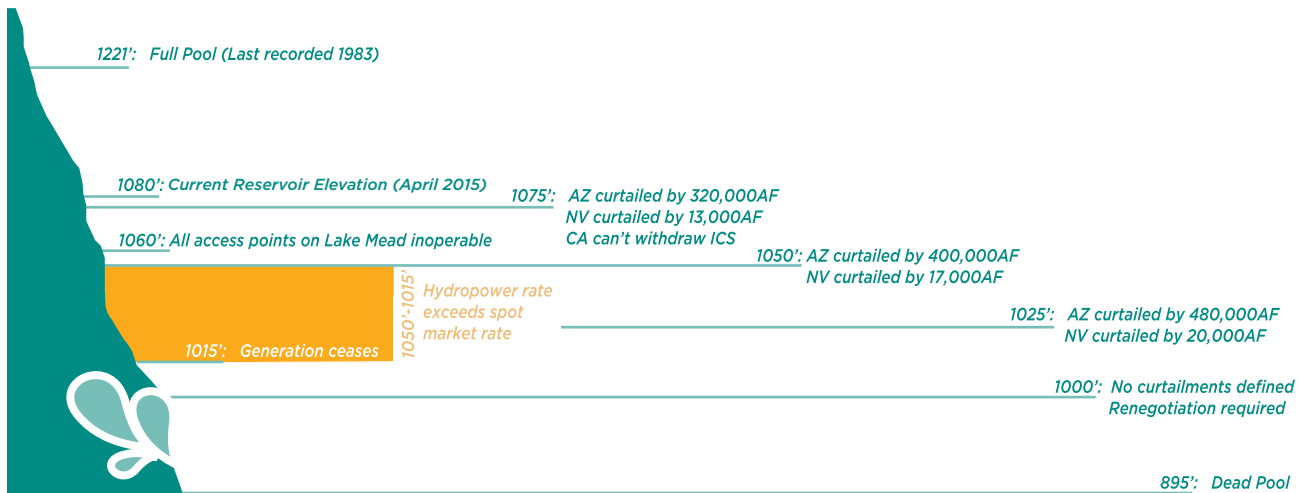 1221’: Full Pool (Last recorded 1983)
1080’: Current Reservoir Elevation (April 2015)
1075’: AZ curtailed by 320,000AF
NV curtailed by 13,000AF
CA can’t withdraw ICS
1060’: All access points on Lake Mead inoperable
1050’: AZ curtailed by 400,000AF
NV curtailed by 17,000AF
1050’-1015’
Hydropower rate
exceeds spot
market rate
1025’: AZ curtailed by 480,000AF
NV curtailed by 20,000AF
1015’: Generation ceases
1000’: No curtailments defined
Renegotiation required
895’: Dead Pool